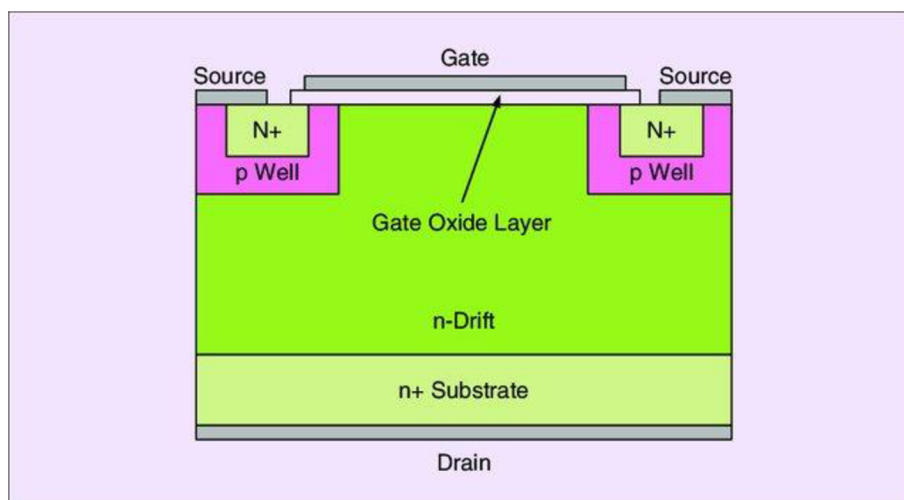 Gate
Source
Source
N+
N+
p Well
p Well
Gate Oxide Layer
n-Drift
n+ Substrate
Drain